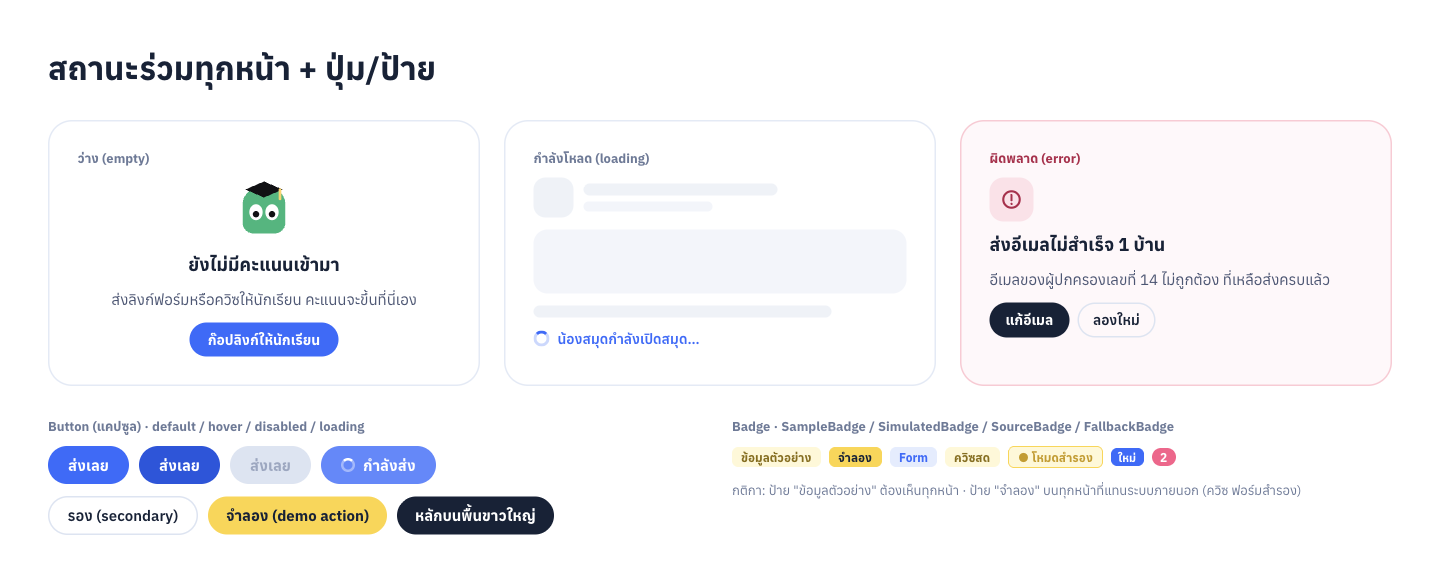 สถานะร่วมทุกหน้า + ปุ่ม/ป้าย
ว่าง (empty)
ยังไม่มีคะแนนเข้ามา
ส่งลิงก์ฟอร์มหรือควิซให้นักเรียน คะแนนจะขึ้นที่นี่เอง
ก๊อปลิงก์ให้นักเรียน
กำลังโหลด (loading)
น้องสมุดกำลังเปิดสมุด...
ผิดพลาด (error)
ส่งอีเมลไม่สำเร็จ 1 บ้าน
อีเมลของผู้ปกครองเลขที่ 14 ไม่ถูกต้อง ที่เหลือส่งครบแล้ว
แก้อีเมล ลองใหม่
Button (แคปซูล) · default / hover / disabled / loading
ส่งเลย ส่งเลย ส่งเลย กำลังส่ง
รอง (secondary) จำลอง (demo action) หลักบนพื้นขาวใหญ่
Badge · SampleBadge / SimulatedBadge / SourceBadge / FallbackBadge
ข้อมูลตัวอย่าง จำลอง Form ควิซสด โหมดสำรอง ใหม่ 2
กติกา: ป้าย "ข้อมูลตัวอย่าง" ต้องเห็นทุกหน้า · ป้าย "จำลอง" บนทุกหน้าที่แทนระบบภายนอก (ควิซ ฟอร์มสำรอง)